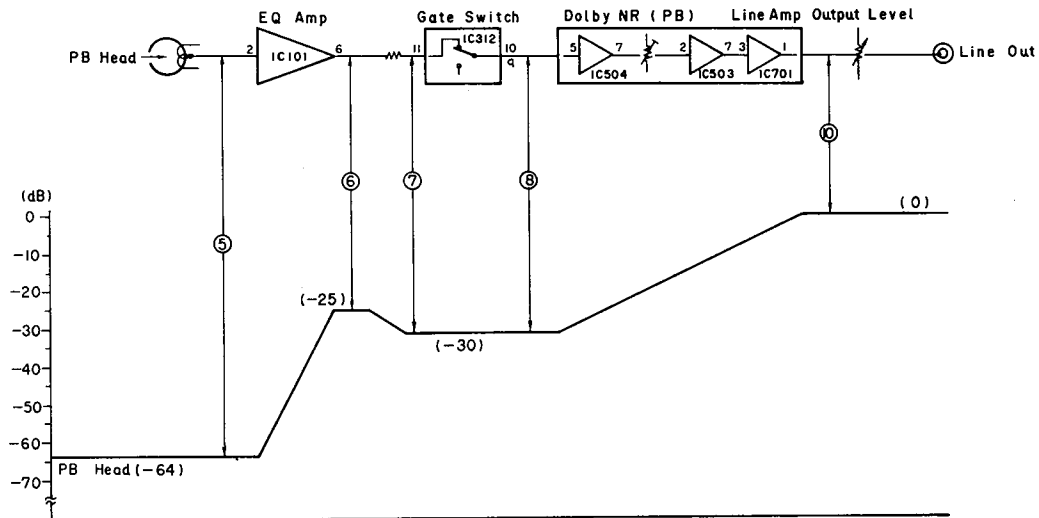 EQ Amp
Gate Switch
Dolby NR (PB)
Line Amp
Output Level
PB Head
2
IC101
6
11
IC312
10
9
5
7
IC504
2
7
IC503
3
1
IC701
Line Out
⑤
⑥
⑦
⑧
⑩
(dB)
0
-10
-20
-30
-40
-50
-60
-70
(-25)
(-30)
(0)
PB Head (-64)